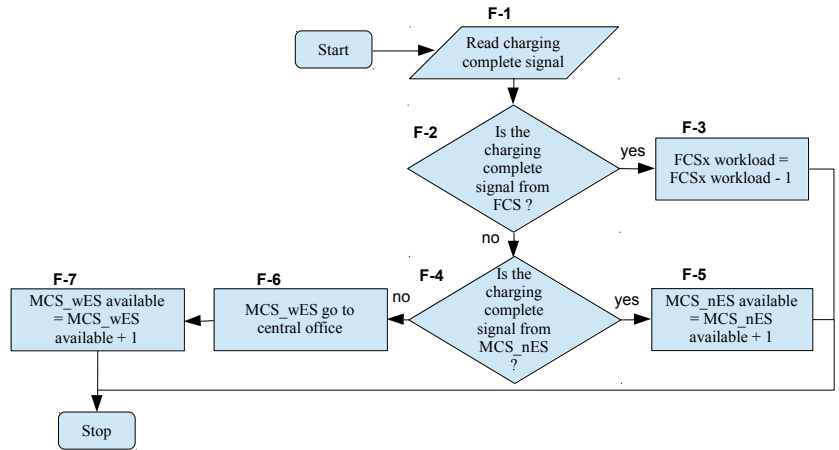 F-1
Start
Read charging
complete signal
F-2
Is the
charging
complete
signal from
FCS ?
yes
F-3
FCSx workload =
FCSx workload - 1
no
F-7
MCS_wES available
= MCS_wES
available + 1
F-6
MCS_wES go to
central office
no
F-4
Is the
charging
complete
signal from
MCS_nES
?
yes
F-5
MCS_nES available
= MCS_nES
available + 1
Stop